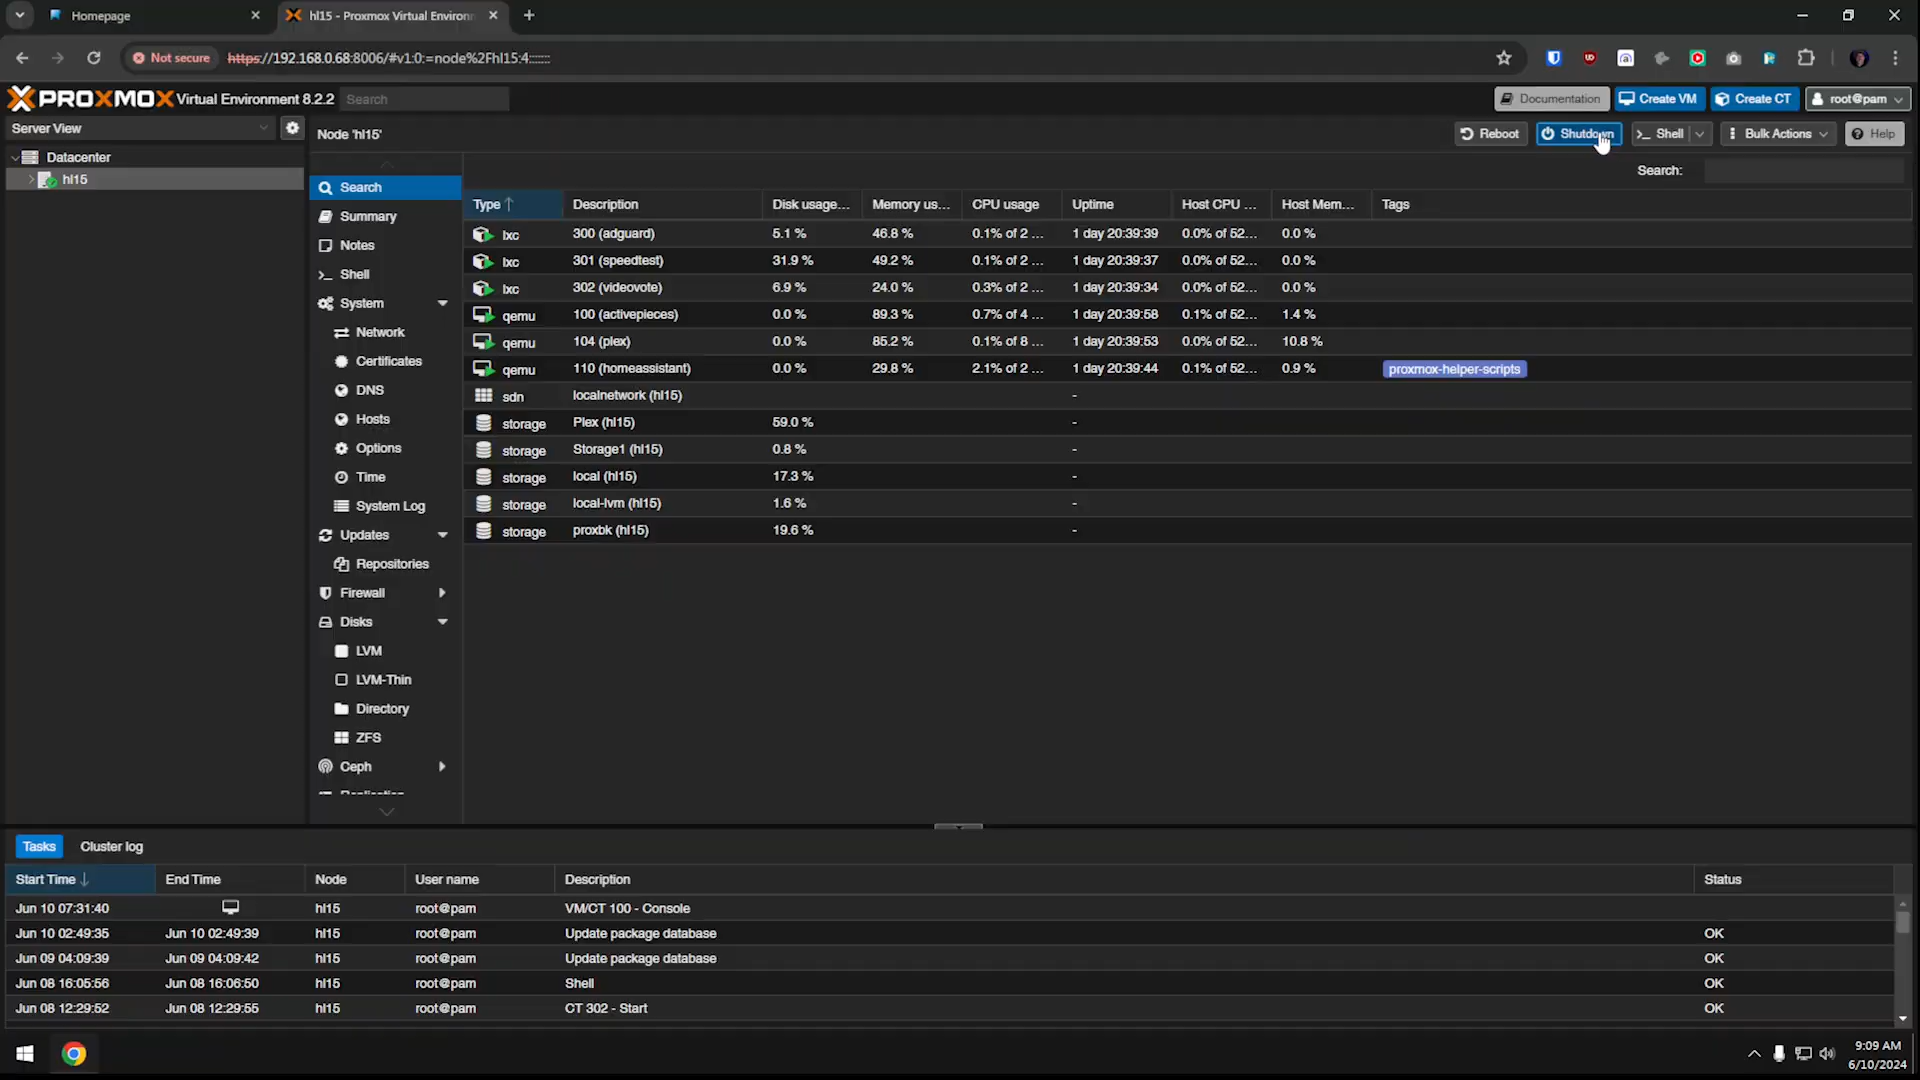 Homepage
hl15 - Proxmox Virtual Environ
Not secure
https://192.168.0.68:8006/#v1:0:=node%2Fhl15:4:::::::
PROXMOX Virtual Environment 8.2.2
Search
Documentation
Create VM
Create CT
root@pam
Server View
Node 'hl15'
Reboot
Shutdown
Shell
Bulk Actions
Help
Datacenter
hl15
Search:
Search
Summary
Notes
Shell
System
Network
Certificates
DNS
Hosts
Options
Time
System Log
Updates
Repositories
Firewall
Disks
LVM
LVM-Thin
Directory
ZFS
Ceph
Replication
Type Description Disk usage... Memory us... CPU usage Uptime Host CPU ... Host Mem... Tags
lxc 300 (adguard) 5.1 % 46.8 % 0.1% of 2 ... 1 day 20:39:39 0.0% of 52... 0.0 %
lxc 301 (speedtest) 31.9 % 49.2 % 0.1% of 2 ... 1 day 20:39:37 0.0% of 52... 0.0 %
lxc 302 (videovote) 6.9 % 24.0 % 0.3% of 2 ... 1 day 20:39:34 0.0% of 52... 0.0 %
qemu 100 (activepieces) 0.0 % 89.3 % 0.7% of 4 ... 1 day 20:39:58 0.1% of 52... 1.4 %
qemu 104 (plex) 0.0 % 85.2 % 0.1% of 8 ... 1 day 20:39:53 0.0% of 52... 10.8 %
qemu 110 (homeassistant) 0.0 % 29.8 % 2.1% of 2 ... 1 day 20:39:44 0.1% of 52... 0.9 % proxmox-helper-scripts
sdn localnetwork (hl15) -
storage Plex (hl15) 59.0 % -
storage Storage1 (hl15) 0.8 % -
storage local (hl15) 17.3 % -
storage local-lvm (hl15) 1.6 % -
storage proxbk (hl15) 19.6 % -
Tasks Cluster log
Start Time End Time Node User name Description Status
Jun 10 07:31:40 hl15 root@pam VM/CT 100 - Console
Jun 10 02:49:35 Jun 10 02:49:39 hl15 root@pam Update package database OK
Jun 09 04:09:39 Jun 09 04:09:42 hl15 root@pam Update package database OK
Jun 08 16:05:56 Jun 08 16:06:50 hl15 root@pam Shell OK
Jun 08 12:29:52 Jun 08 12:29:55 hl15 root@pam CT 302 - Start OK
9:09 AM
6/10/2024